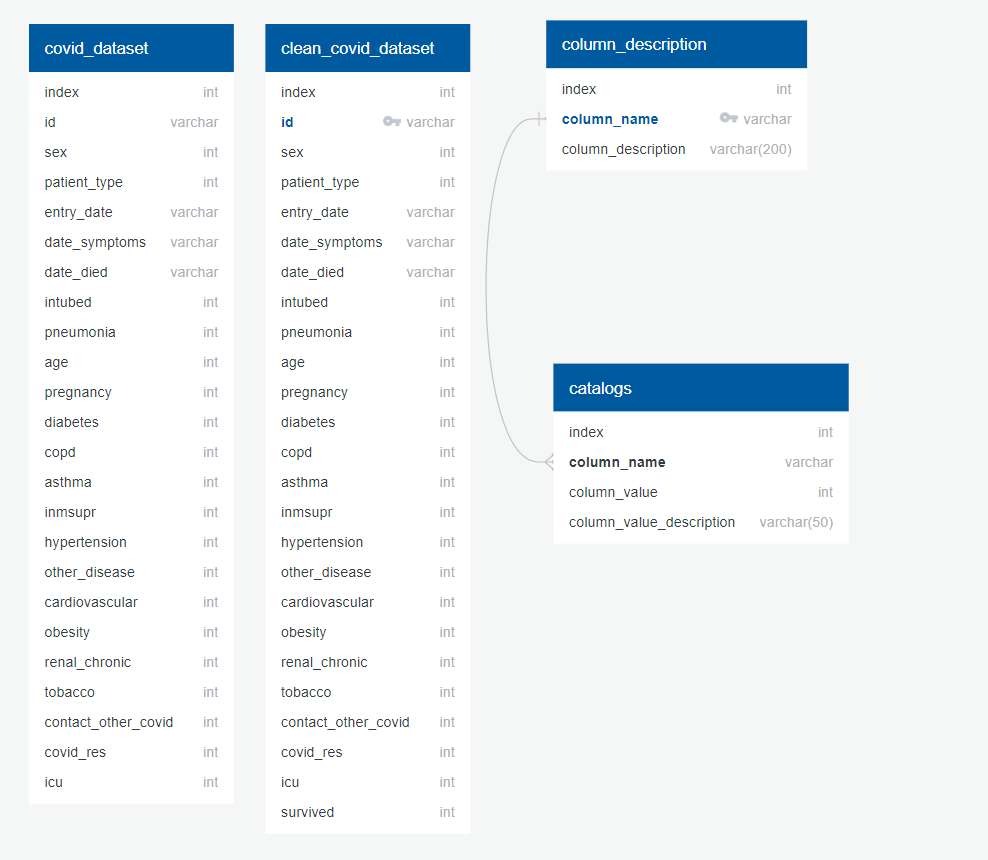 covid_dataset
index int
id varchar
sex int
patient_type int
entry_date varchar
date_symptoms varchar
date_died varchar
intubed int
pneumonia int
age int
pregnancy int
diabetes int
copd int
asthma int
inmsupr int
hypertension int
other_disease int
cardiovascular int
obesity int
renal_chronic int
tobacco int
contact_other_covid int
covid_res int
icu int
clean_covid_dataset
index int
id varchar
sex int
patient_type int
entry_date varchar
date_symptoms varchar
date_died varchar
intubed int
pneumonia int
age int
pregnancy int
diabetes int
copd int
asthma int
inmsupr int
hypertension int
other_disease int
cardiovascular int
obesity int
renal_chronic int
tobacco int
contact_other_covid int
covid_res int
icu int
survived int
column_description
index int
column_name varchar
column_description varchar(200)
catalogs
index int
column_name varchar
column_value int
column_value_description varchar(50)